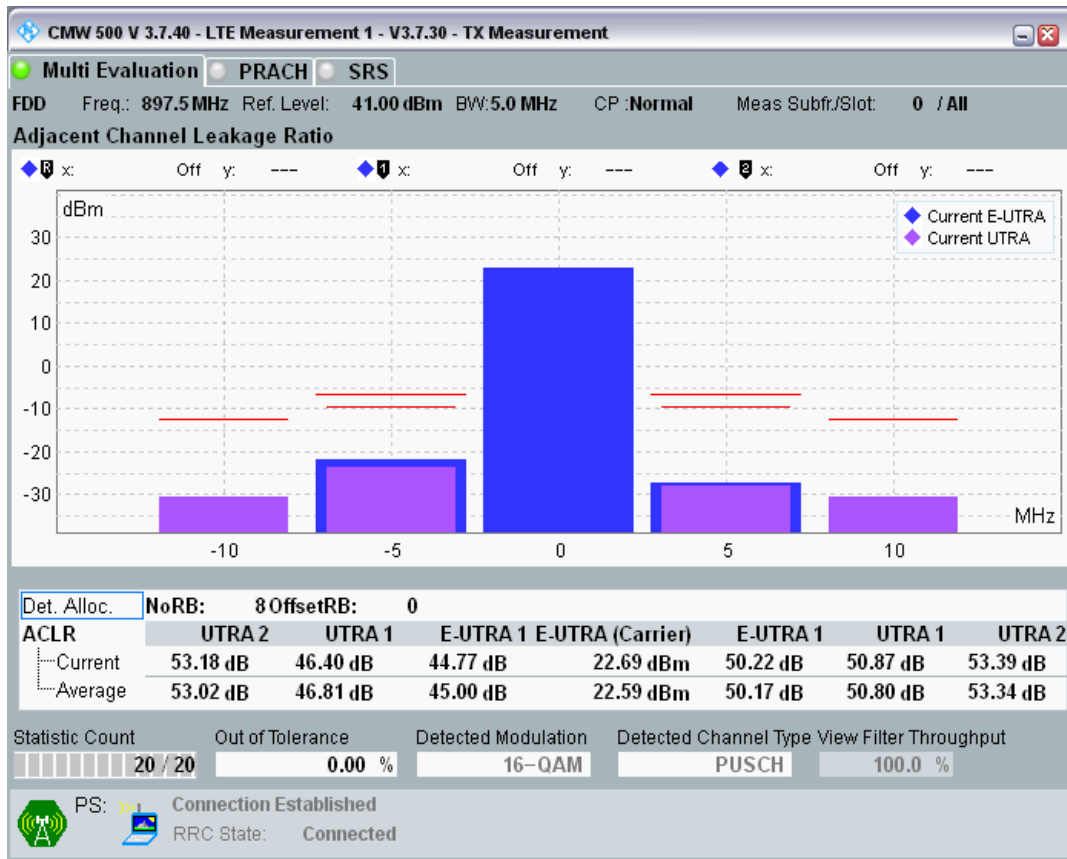 CMW 500 V 3.7.40 - LTE Measurement 1 - V3.7.30 - TX Measurement
Multi Evaluation PRACH SRS
FDD Freq.: 897.5 MHz Ref. Level: 41.00 dBm BW:5.0 MHz CP :Normal Meas Subfr./Slot: 0 / All
Adjacent Channel Leakage Ratio
R x: Off y: --- 1 x: Off y: --- 2 x: Off y: ---
dBm
Current E-UTRA
Current UTRA
30
20
10
0
-10
-20
-30
MHz
-10 -5 0 5 10
Det. Alloc. NoRB: 8 OffsetRB: 0
ACLR UTRA 2 UTRA 1 E-UTRA 1 E-UTRA (Carrier) E-UTRA 1 UTRA 1 UTRA 2
Current 53.18 dB 46.40 dB 44.77 dB 22.69 dBm 50.22 dB 50.87 dB 53.39 dB
Average 53.02 dB 46.81 dB 45.00 dB 22.59 dBm 50.17 dB 50.80 dB 53.34 dB
Statistic Count Out of Tolerance Detected Modulation Detected Channel Type View Filter Throughput
20 / 20 0.00 % 16-QAM PUSCH 100.0 %
PS: Connection Established
RRC State: Connected